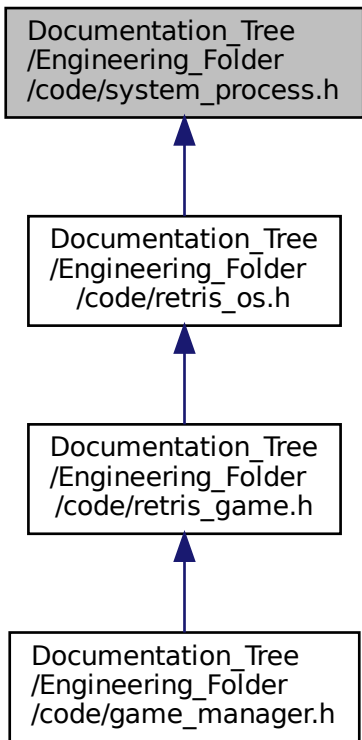 Documentation_Tree
/Engineering_Folder
/code/system_process.h
Documentation_Tree
/Engineering_Folder
/code/retris_os.h
Documentation_Tree
/Engineering_Folder
/code/retris_game.h
Documentation_Tree
/Engineering_Folder
/code/game_manager.h